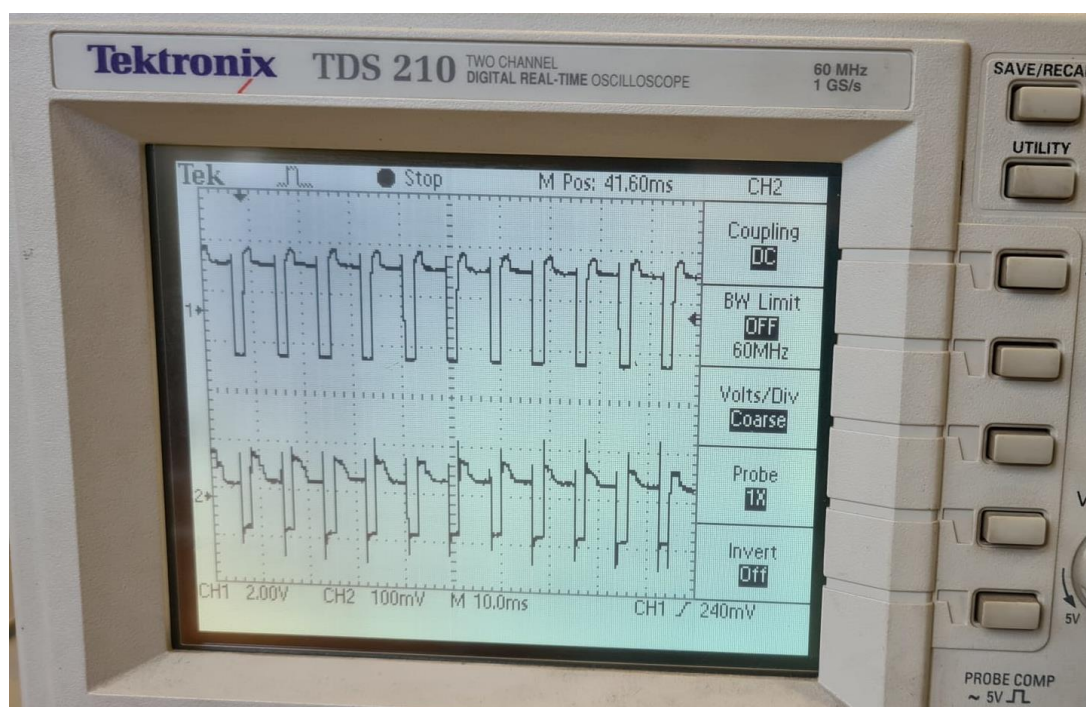 Tektronix TDS 210 TWO CHANNEL
DIGITAL REAL-TIME OSCILLOSCOPE
60 MHz
1 GS/s
SAVE/RECA
UTILITY
Tek Stop M Pos: 41.60ms CH2
Coupling
DC
BW Limit
OFF
60MHz
Volts/Div
Coarse
Probe
1X
Invert
Off
1
2
CH1 2.00V CH2 100mV M 10.0ms CH1 240mV
V
5V
PROBE COMP
~ 5V